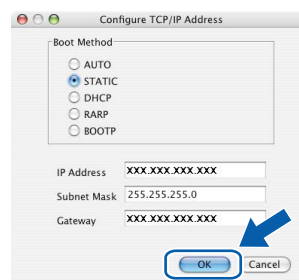 Configure TCP/IP Address
Boot Method
AUTO
STATIC
DHCP
RARP
BOOTP
IP Address XXX.XXX.XXX.XXX
Subnet Mask 255.255.255.0
Gateway XXX.XXX.XXX.XXX
OK Cancel